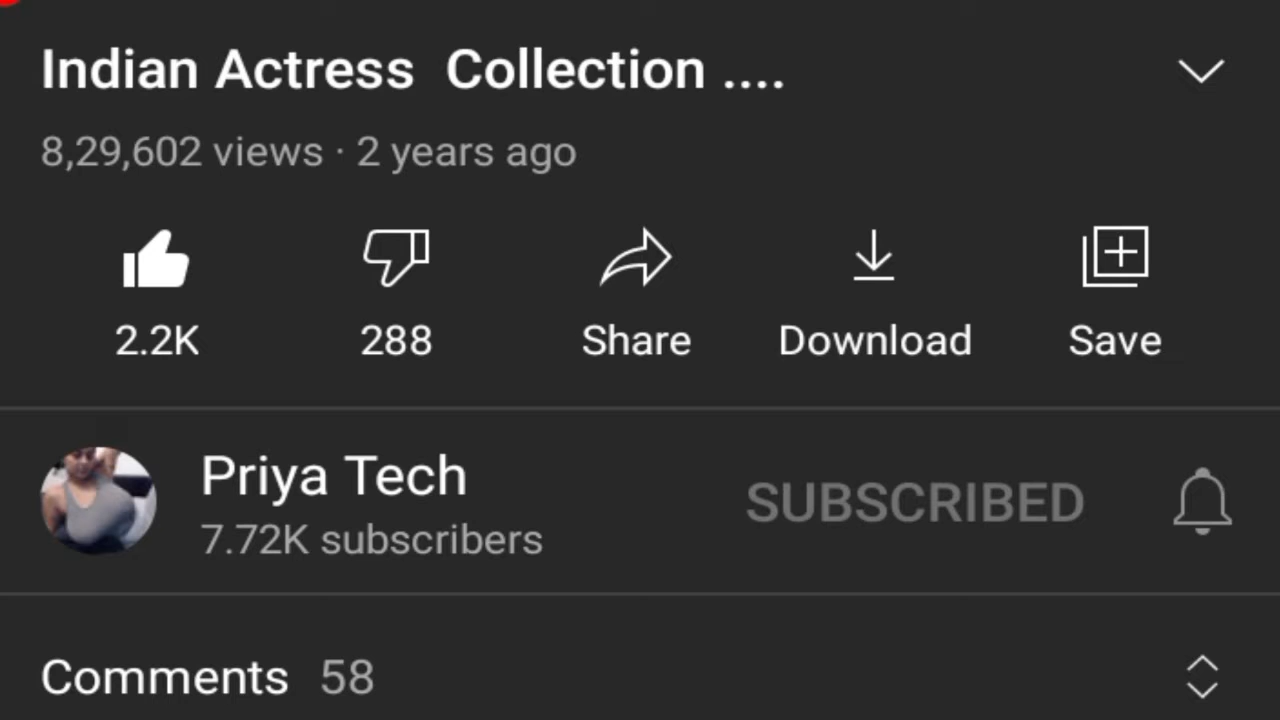 Indian Actress Collection ....
8,29,602 views · 2 years ago
2.2K 288 Share Download Save
Priya Tech
7.72K subscribers
SUBSCRIBED
Comments 58